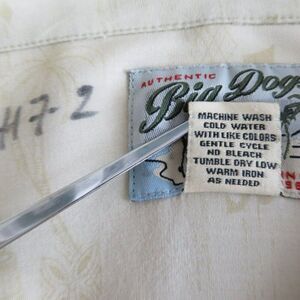 AUTHENTIC
Big Dogs
H7-2
MACHINE WASH
COLD WATER
WITH LIKE COLORS
GENTLE CYCLE
NO BLEACH
TUMBLE DRY LOW
WARM IRON
AS NEEDED